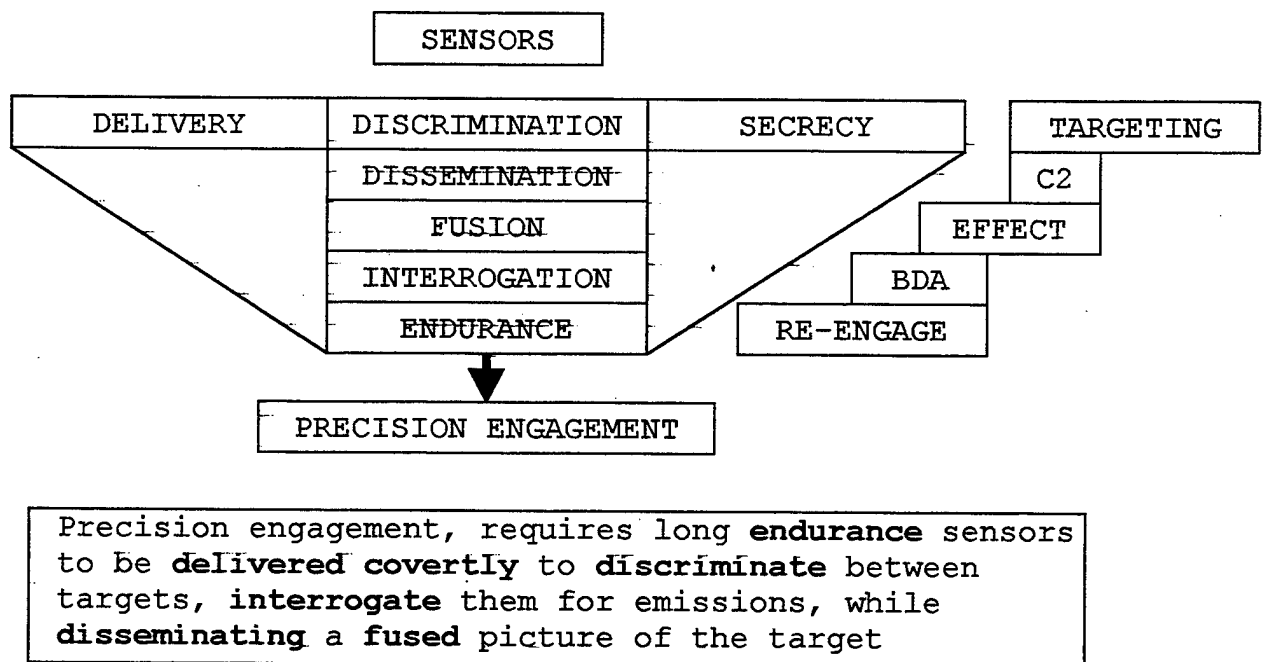 SENSORS
DELIVERY DISCRIMINATION SECRECY TARGETING
DISSEMINATION C2
FUSION EFFECT
INTERROGATION BDA
ENDURANCE RE-ENGAGE
PRECISION ENGAGEMENT
Precision engagement, requires long endurance sensors
to be delivered covertly to discriminate between
targets, interrogate them for emissions, while
disseminating a fused picture of the target